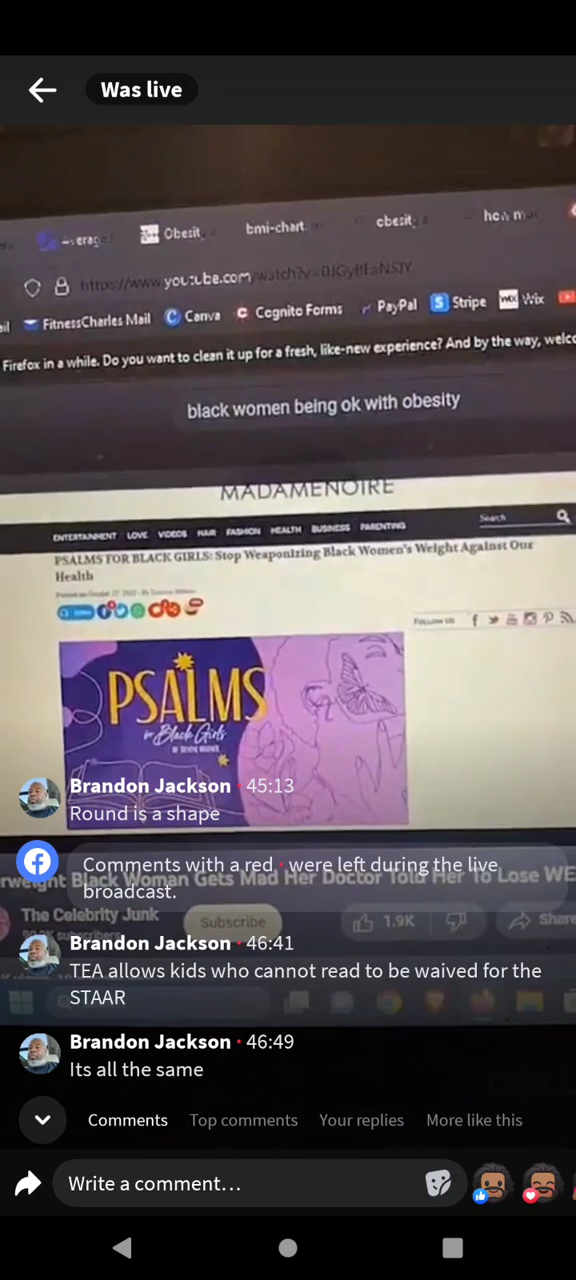 Was live
Obesit
bmi-chart
obesit
https://www.youtube.com/watch?v=
FitnessCharles Mail
Canva
Cognito Forms
PayPal
Stripe
Wix
Firefox in a while. Do you want to clean it up for a fresh, like-new experience? And by the way, welco
black women being ok with obesity
MADAMENOIRE
ENTERTAINMENT LOVE VIDEOS HAIR FASHION HEALTH BUSINESS PARENTING
Search
PSALMS FOR BLACK GIRLS: Stop Weaponizing Black Women's Weight Against Our
Health
FOLLOW US
PSALMS
for Black Girls
Brandon Jackson • 45:13
Round is a shape
Comments with a red • were left during the live
broadcast.
rweight Black Woman Gets Mad Her Doctor Told Her To Lose WE
The Celebrity Junk
subscribers
Subscribe
1.9K
Share
Brandon Jackson • 46:41
TEA allows kids who cannot read to be waived for the
STAAR
Brandon Jackson • 46:49
Its all the same
Comments Top comments Your replies More like this
Write a comment…